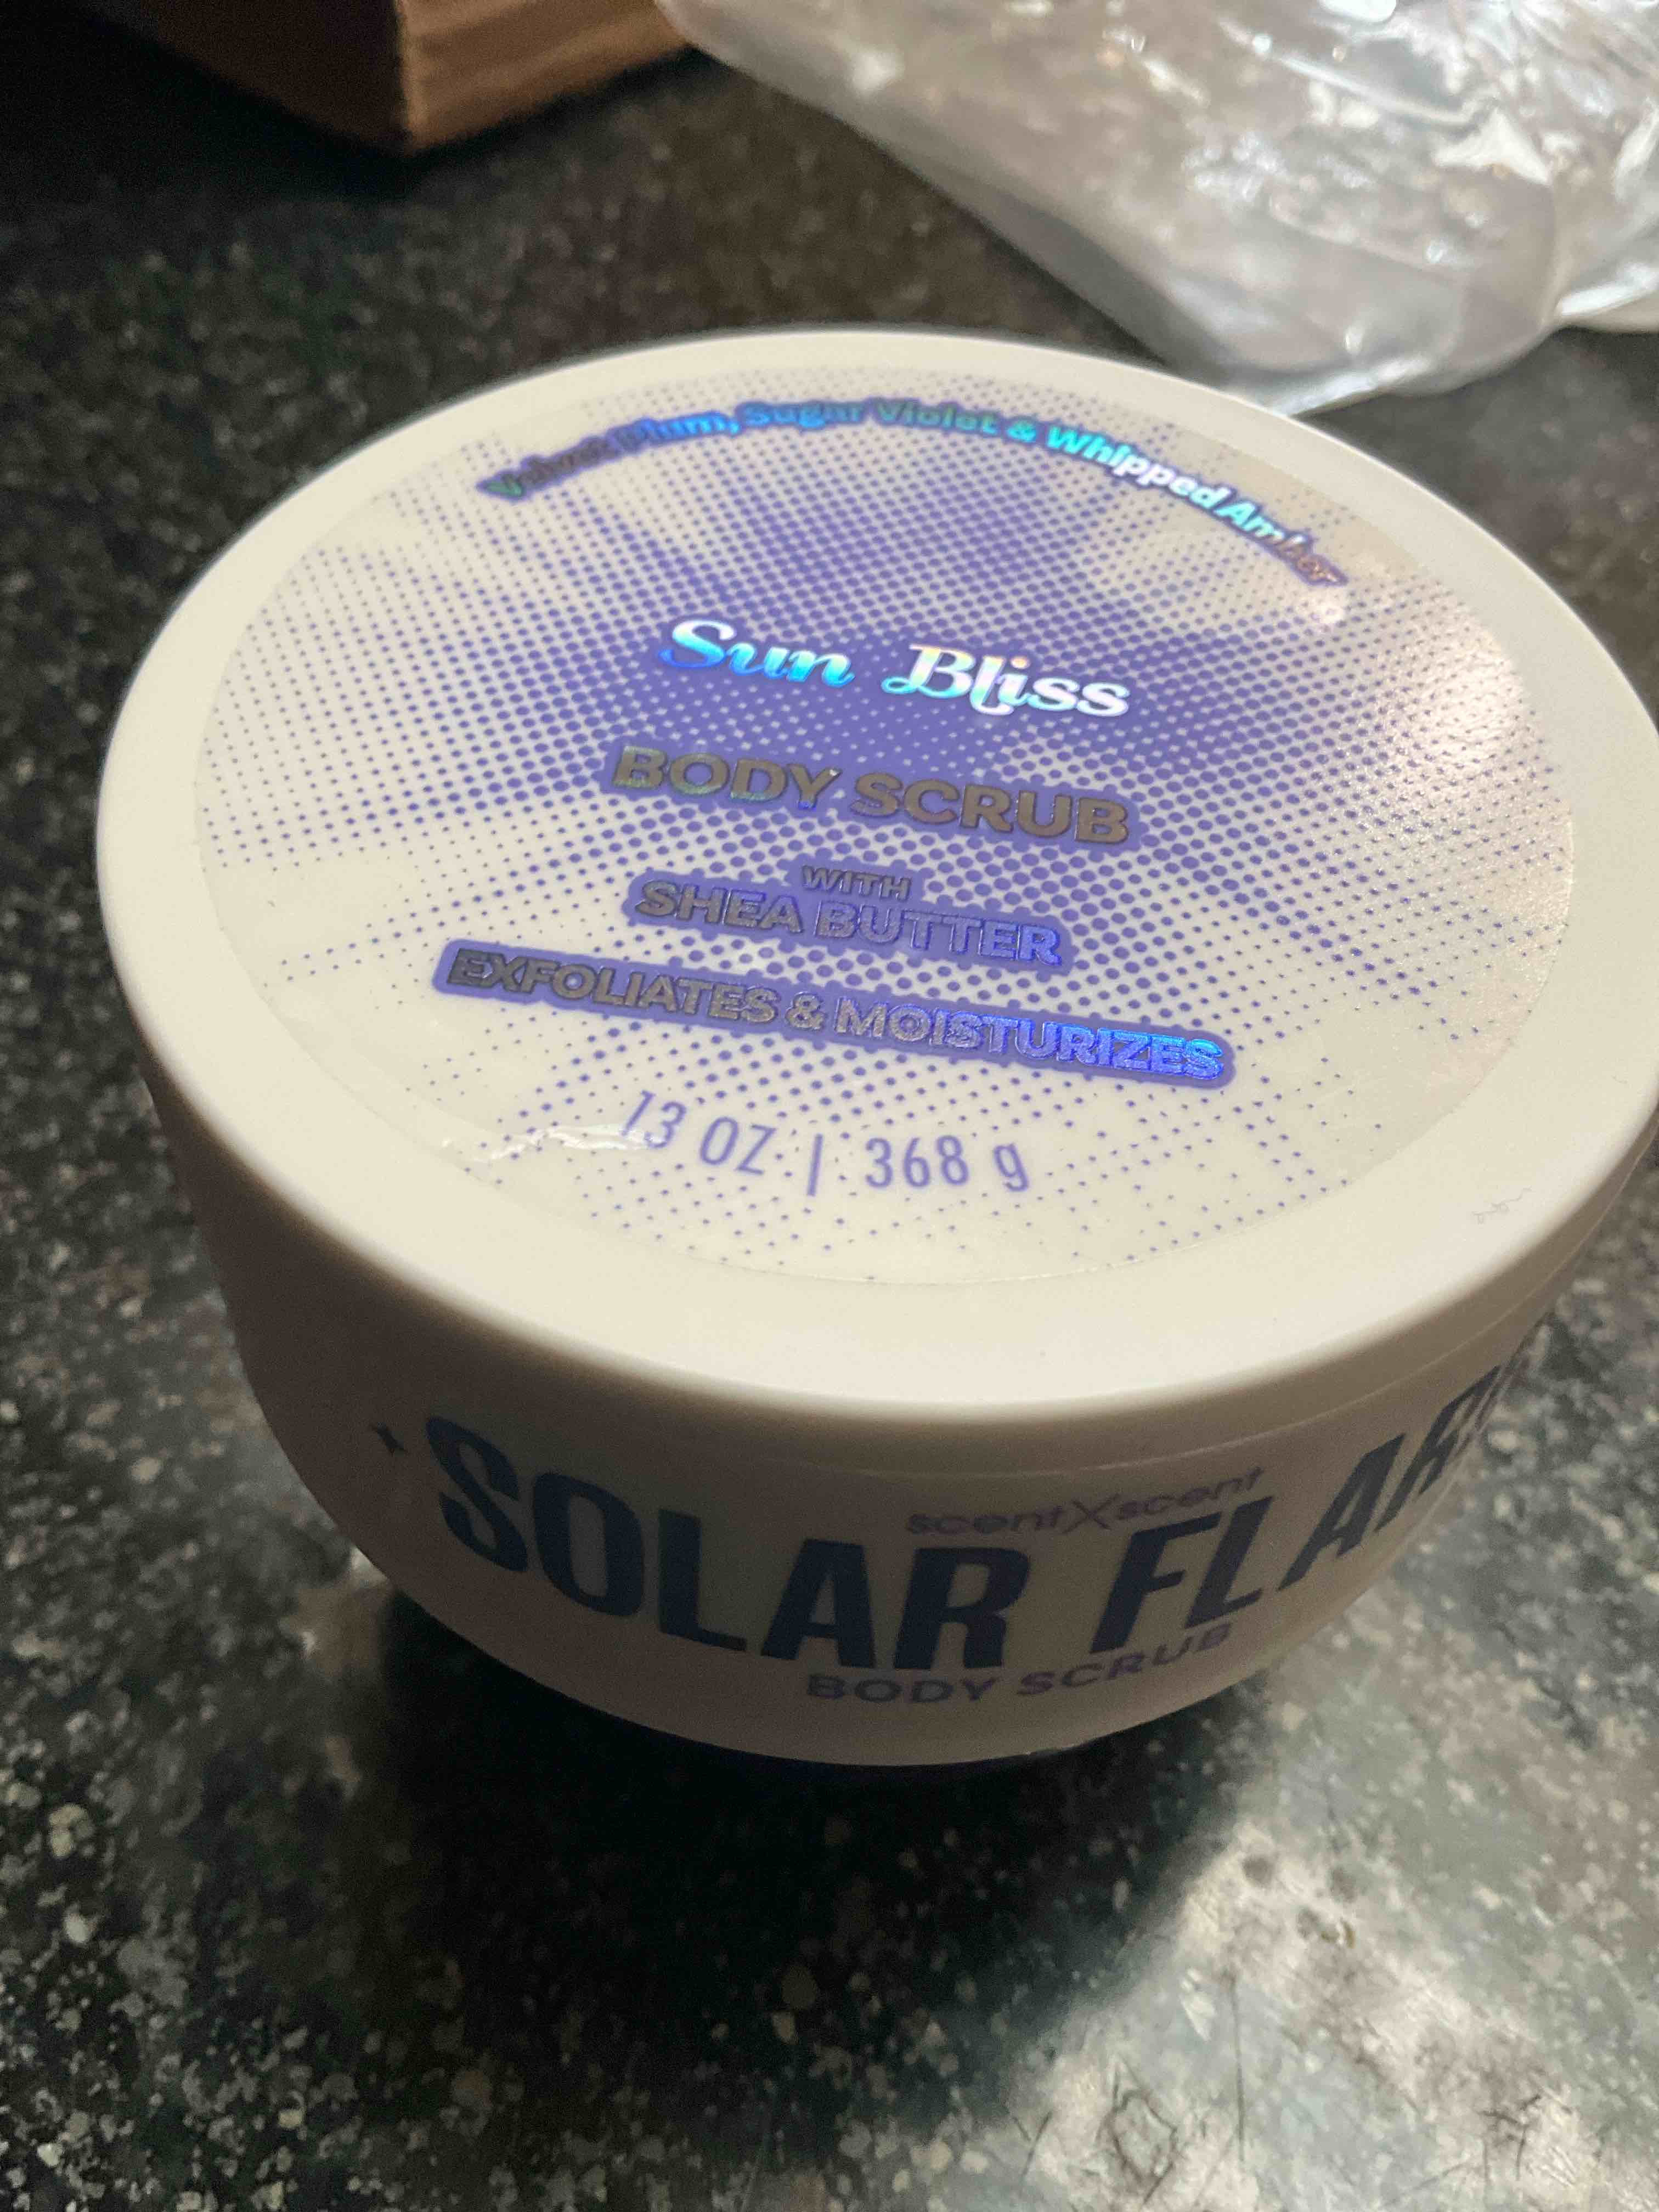 Velvet Plum, Sugar Violet & Whipped Amber
Sun Bliss
BODY SCRUB
WITH
SHEA BUTTER
EXFOLIATES & MOISTURIZES
13 OZ | 368 g
scentXscent
SOLAR FLARE
BODY SCRUB